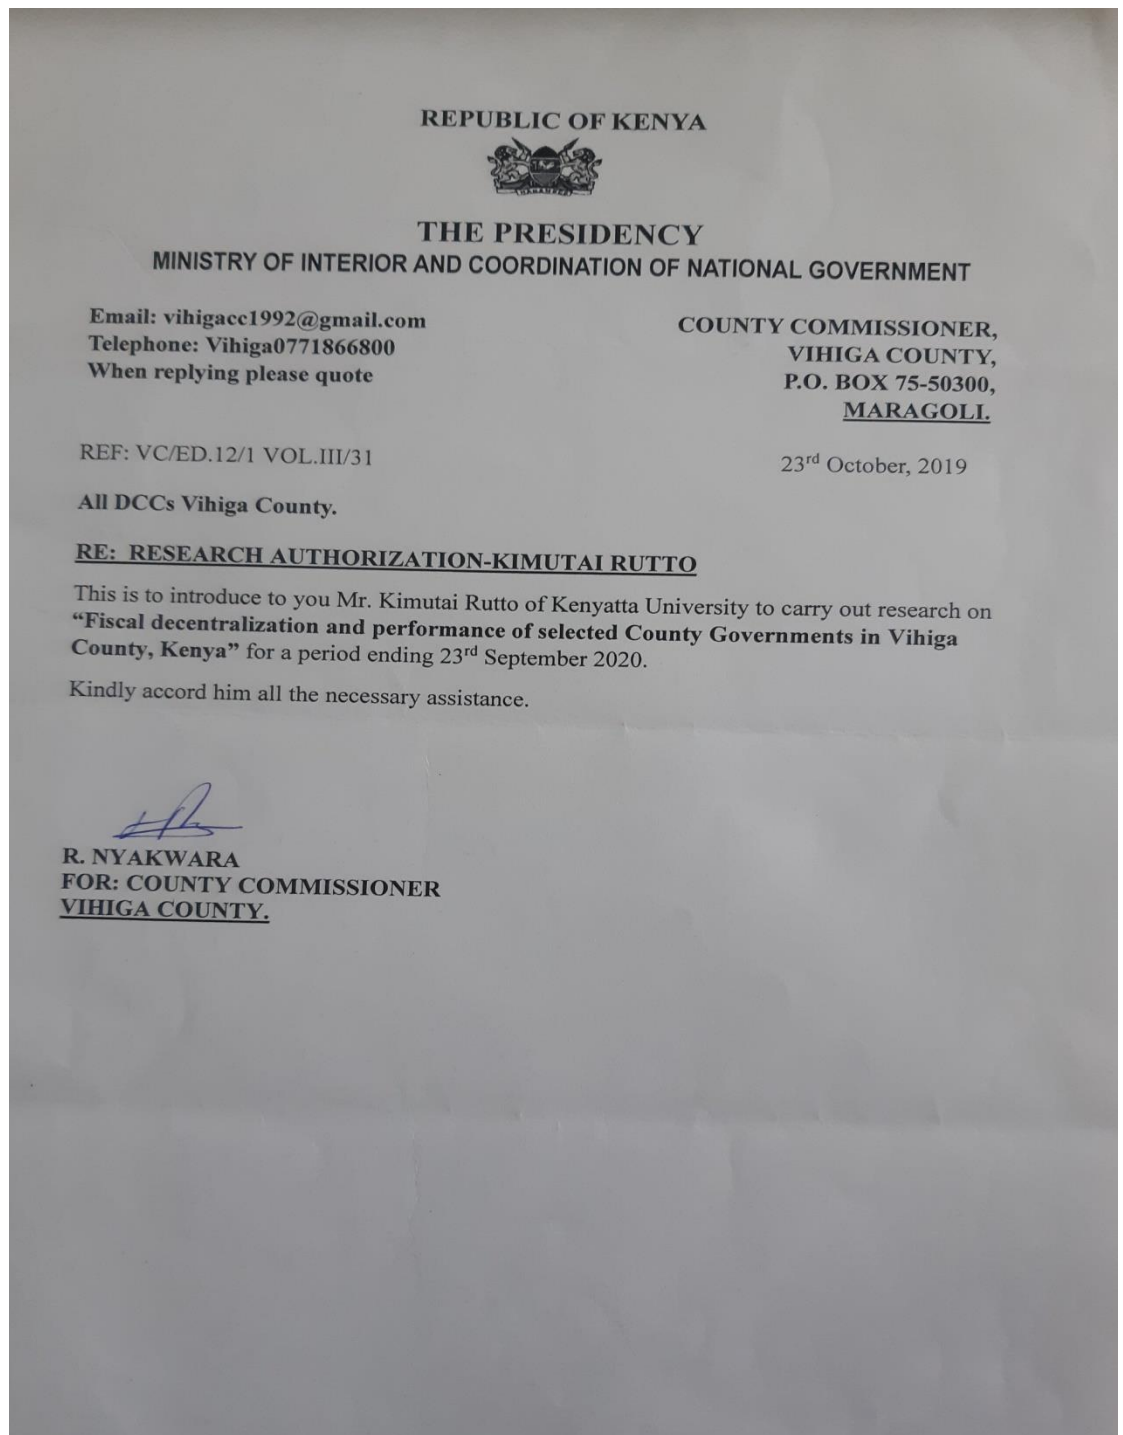 REPUBLIC OF KENYA
THE PRESIDENCY
MINISTRY OF INTERIOR AND COORDINATION OF NATIONAL GOVERNMENT
Email: vihigacc1992@gmail.com
Telephone: Vihiga0771866800
When replying please quote
COUNTY COMMISSIONER,
VIHIGA COUNTY,
P.O. BOX 75-50300,
MARAGOLI.
REF: VC/ED.12/1 VOL.III/31
23rd October, 2019
All DCCs Vihiga County.
RE: RESEARCH AUTHORIZATION-KIMUTAI RUTTO
This is to introduce to you Mr. Kimutai Rutto of Kenyatta University to carry out research on
“Fiscal decentralization and performance of selected County Governments in Vihiga
County, Kenya” for a period ending 23rd September 2020.
Kindly accord him all the necessary assistance.
R. NYAKWARA
FOR: COUNTY COMMISSIONER
VIHIGA COUNTY.